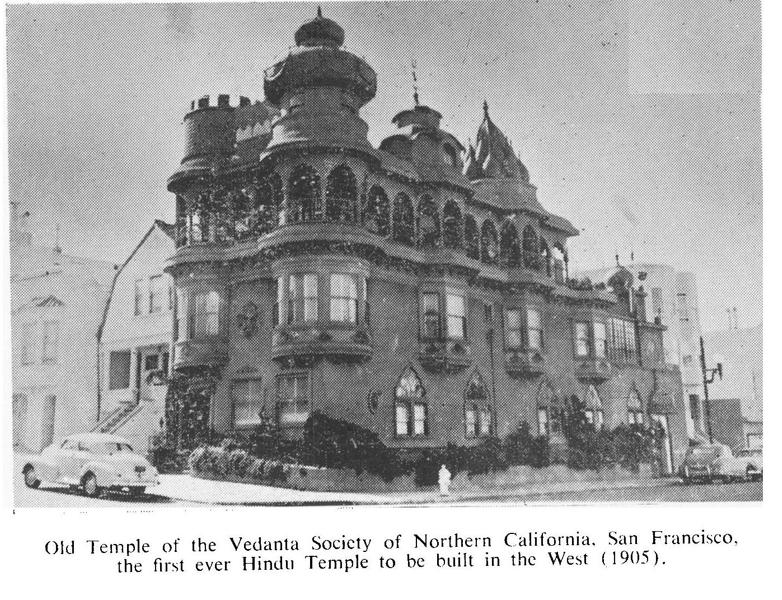 Old Temple of the Vedanta Society of Northern California, San Francisco,
the first ever Hindu Temple to be built in the West (1905).